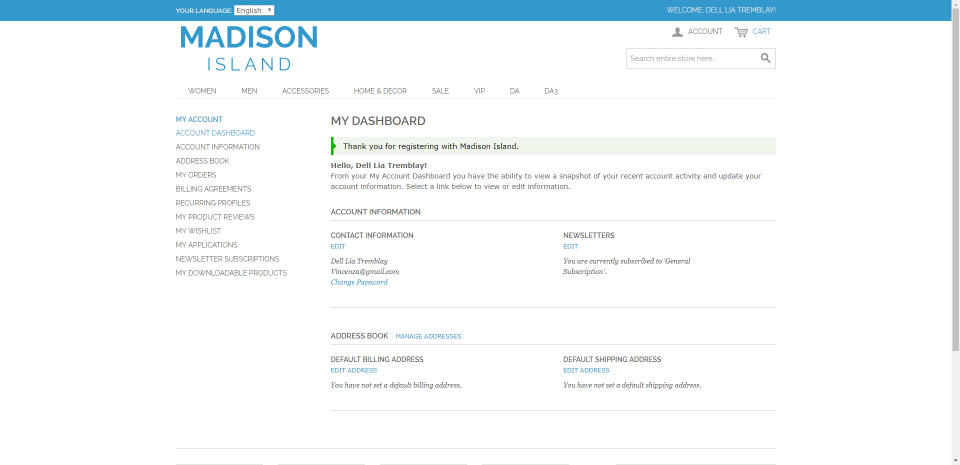 YOUR LANGUAGE: English
WELCOME, DELL LIA TREMBLAY!
MADISON
ISLAND
ACCOUNT
CART
Search entire store here...
WOMEN
MEN
ACCESSORIES
HOME & DECOR
SALE
VIP
DA
DA3
MY ACCOUNT
ACCOUNT DASHBOARD
ACCOUNT INFORMATION
ADDRESS BOOK
MY ORDERS
BILLING AGREEMENTS
RECURRING PROFILES
MY PRODUCT REVIEWS
MY WISHLIST
MY APPLICATIONS
NEWSLETTER SUBSCRIPTIONS
MY DOWNLOADABLE PRODUCTS
MY DASHBOARD
Thank you for registering with Madison Island.
Hello, Dell Lia Tremblay!
From your My Account Dashboard you have the ability to view a snapshot of your recent account activity and update your
account information. Select a link below to view or edit information.
ACCOUNT INFORMATION
CONTACT INFORMATION
EDIT
Dell Lia Tremblay
Vincenza@gmail.com
Change Password
NEWSLETTERS
EDIT
You are currently subscribed to 'General
Subscription'.
ADDRESS BOOK MANAGE ADDRESSES
DEFAULT BILLING ADDRESS
EDIT ADDRESS
You have not set a default billing address.
DEFAULT SHIPPING ADDRESS
EDIT ADDRESS
You have not set a default shipping address.